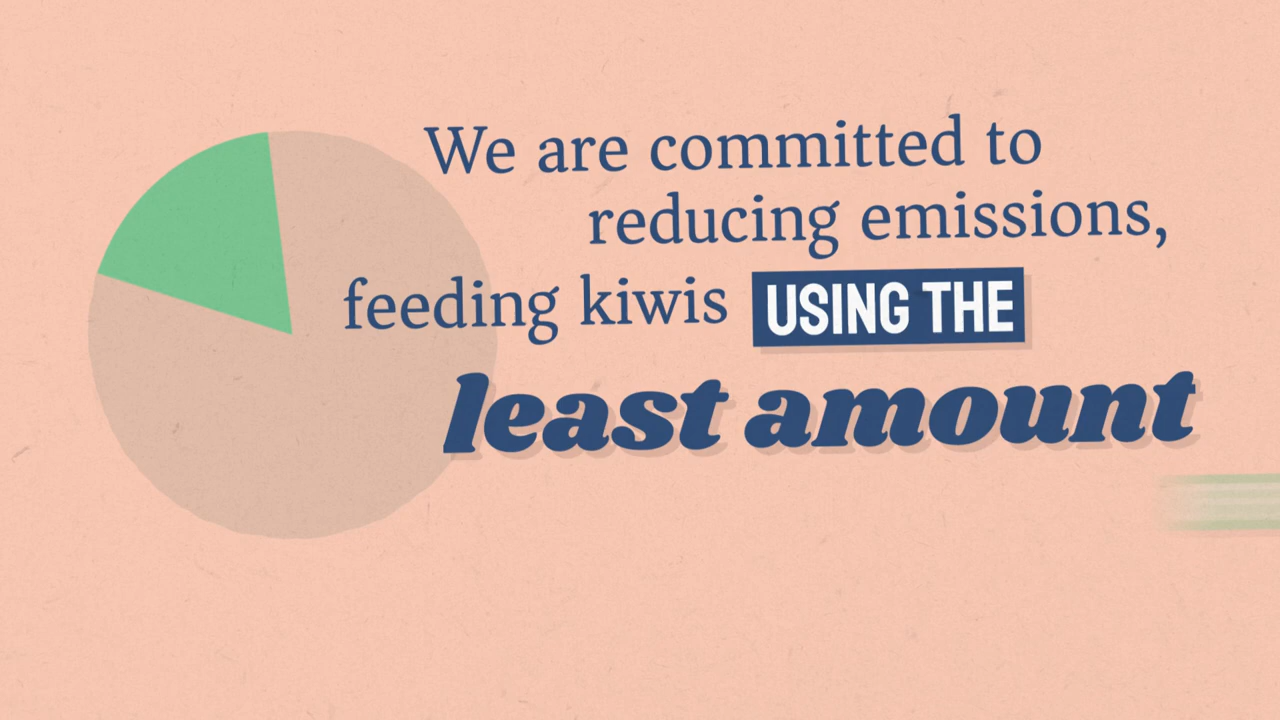 We are committed to
reducing emissions,
feeding kiwis USING THE
least amount